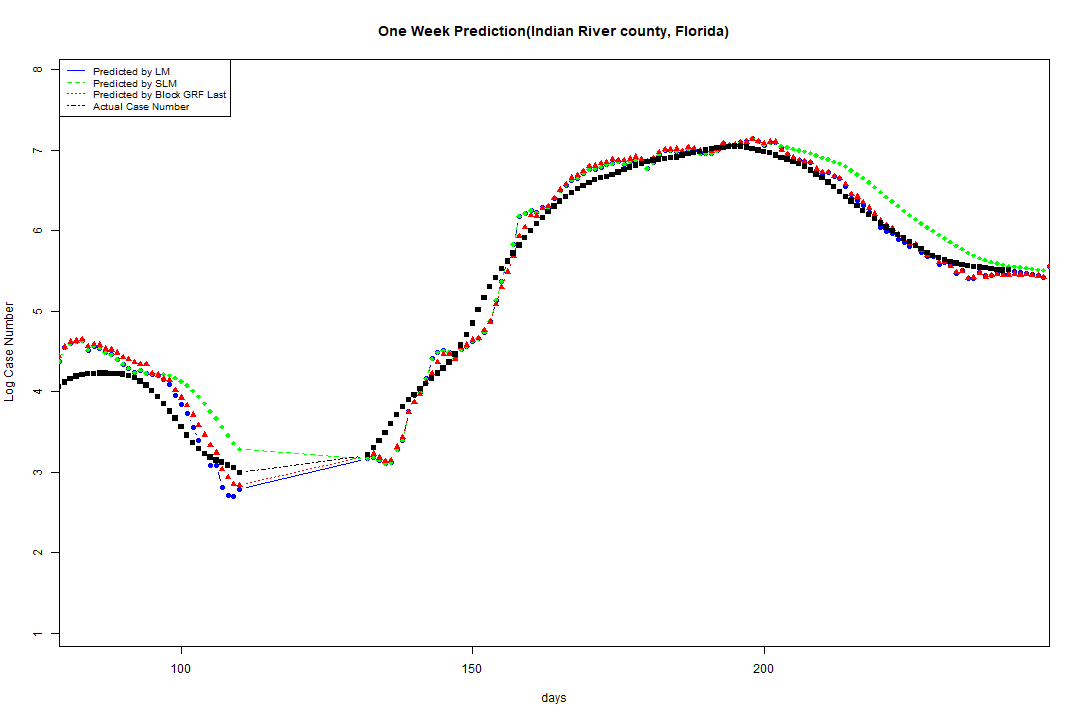 One Week Prediction(Indian River county, Florida)
8
Predicted by LM
Predicted by SLM
Predicted by Block GRF Last
Actual Case Number
7
6
5
4
3
2
1
Log Case Number
100 150 200
days